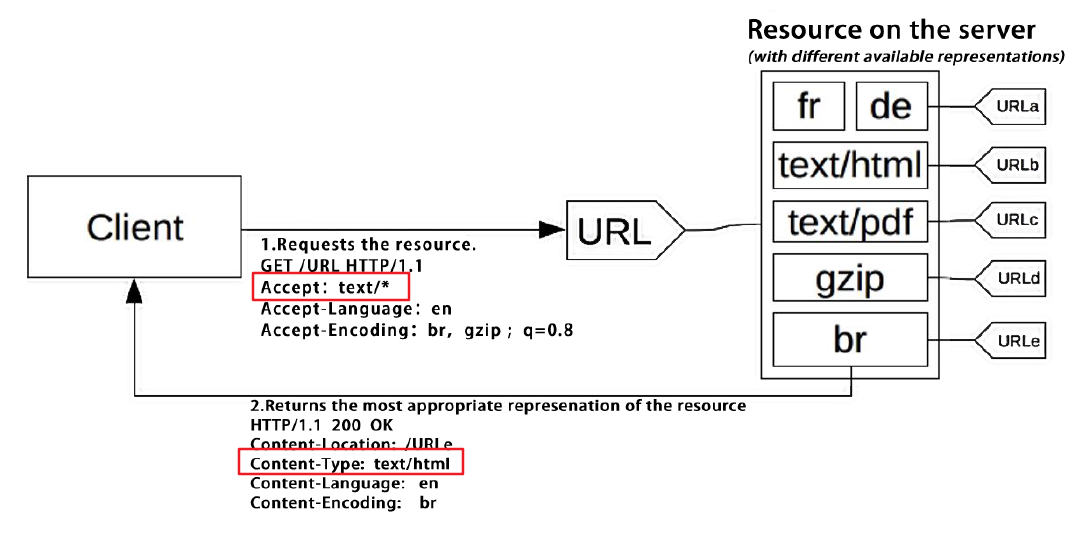 Resource on the server
(with different available representations)
fr
de
URLa
text/html
URLb
Client
URL
text/pdf
URLc
1.Requests the resource.
GET /URL HTTP/1.1
Accept: text/*
Accept-Language: en
Accept-Encoding: br, gzip ; q=0.8
gzip
URLd
br
URLe
2.Returns the most appropriate represenation of the resource
HTTP/1.1 200 OK
Content-Location: /URLe
Content-Type: text/html
Content-Language: en
Content-Encoding: br